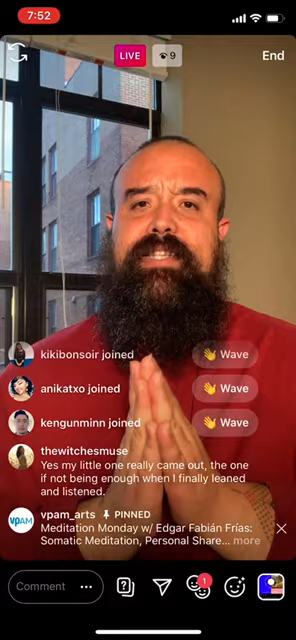 7:52
LIVE
9
End
kikibonsoir joined
👋 Wave
anikatxo joined
👋 Wave
kengunminn joined
👋 Wave
thewitchesmuse
Yes my little one really came out, the one
if not being enough when I finally leaned
and listened.
VPAM
vpam_arts PINNED
Meditation Monday w/ Edgar Fabián Frías:
Somatic Meditation, Personal Share... more
Comment
1